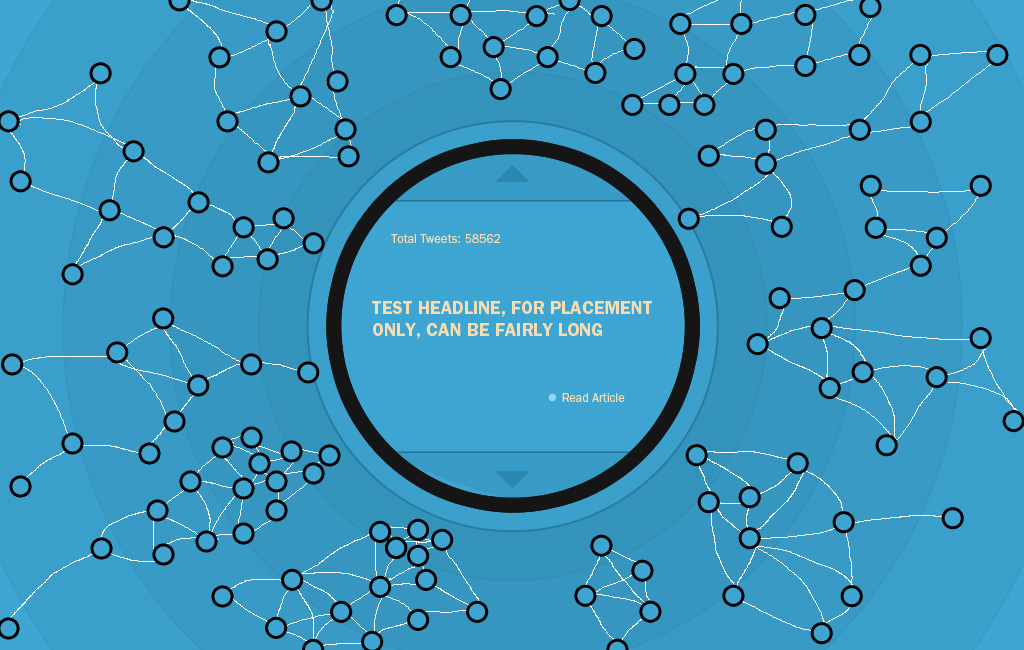 Total Tweets: 58562
TEST HEADLINE, FOR PLACEMENT
ONLY, CAN BE FAIRLY LONG
Read Article